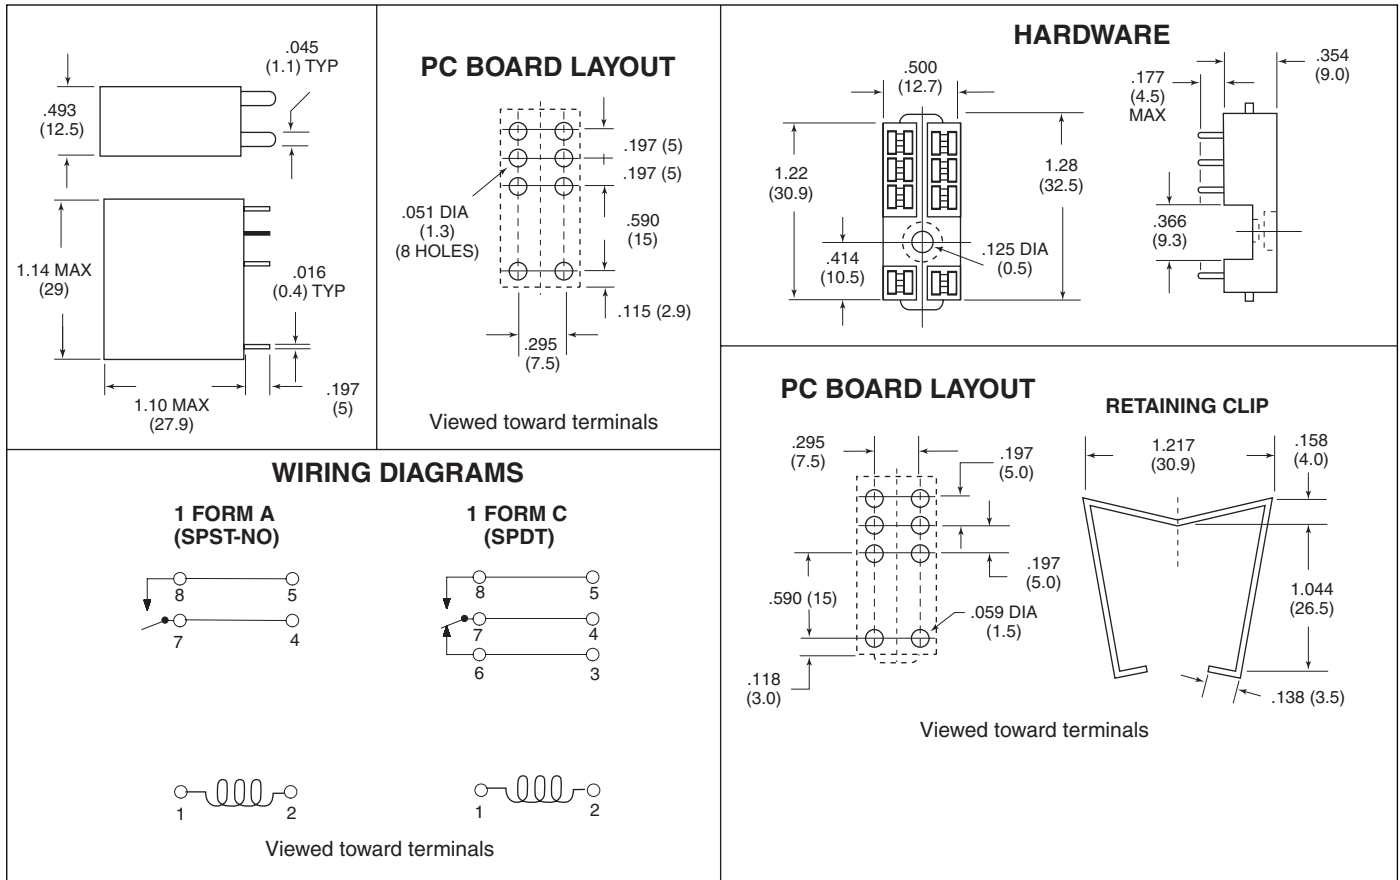 .045
(1.1) TYP
.493
(12.5)
1.14 MAX
(29)
.016
(0.4) TYP
1.10 MAX
(27.9)
.197
(5)
PC BOARD LAYOUT
.197 (5)
.197 (5)
.051 DIA
(1.3)
(8 HOLES)
.590
(15)
.115 (2.9)
.295
(7.5)
Viewed toward terminals
HARDWARE
.500
(12.7)
1.22
(30.9)
1.28
(32.5)
.414
(10.5)
.125 DIA
(0.5)
.177
(4.5)
MAX
.354
(9.0)
.366
(9.3)
WIRING DIAGRAMS
1 FORM A
(SPST-NO)
8
5
7
4
1
2
1 FORM C
(SPDT)
8
5
7
4
6
3
1
2
Viewed toward terminals
PC BOARD LAYOUT
.295
(7.5)
.197
(5.0)
.197
(5.0)
.590 (15)
.059 DIA
(1.5)
.118
(3.0)
RETAINING CLIP
1.217
(30.9)
.158
(4.0)
1.044
(26.5)
.138 (3.5)
Viewed toward terminals